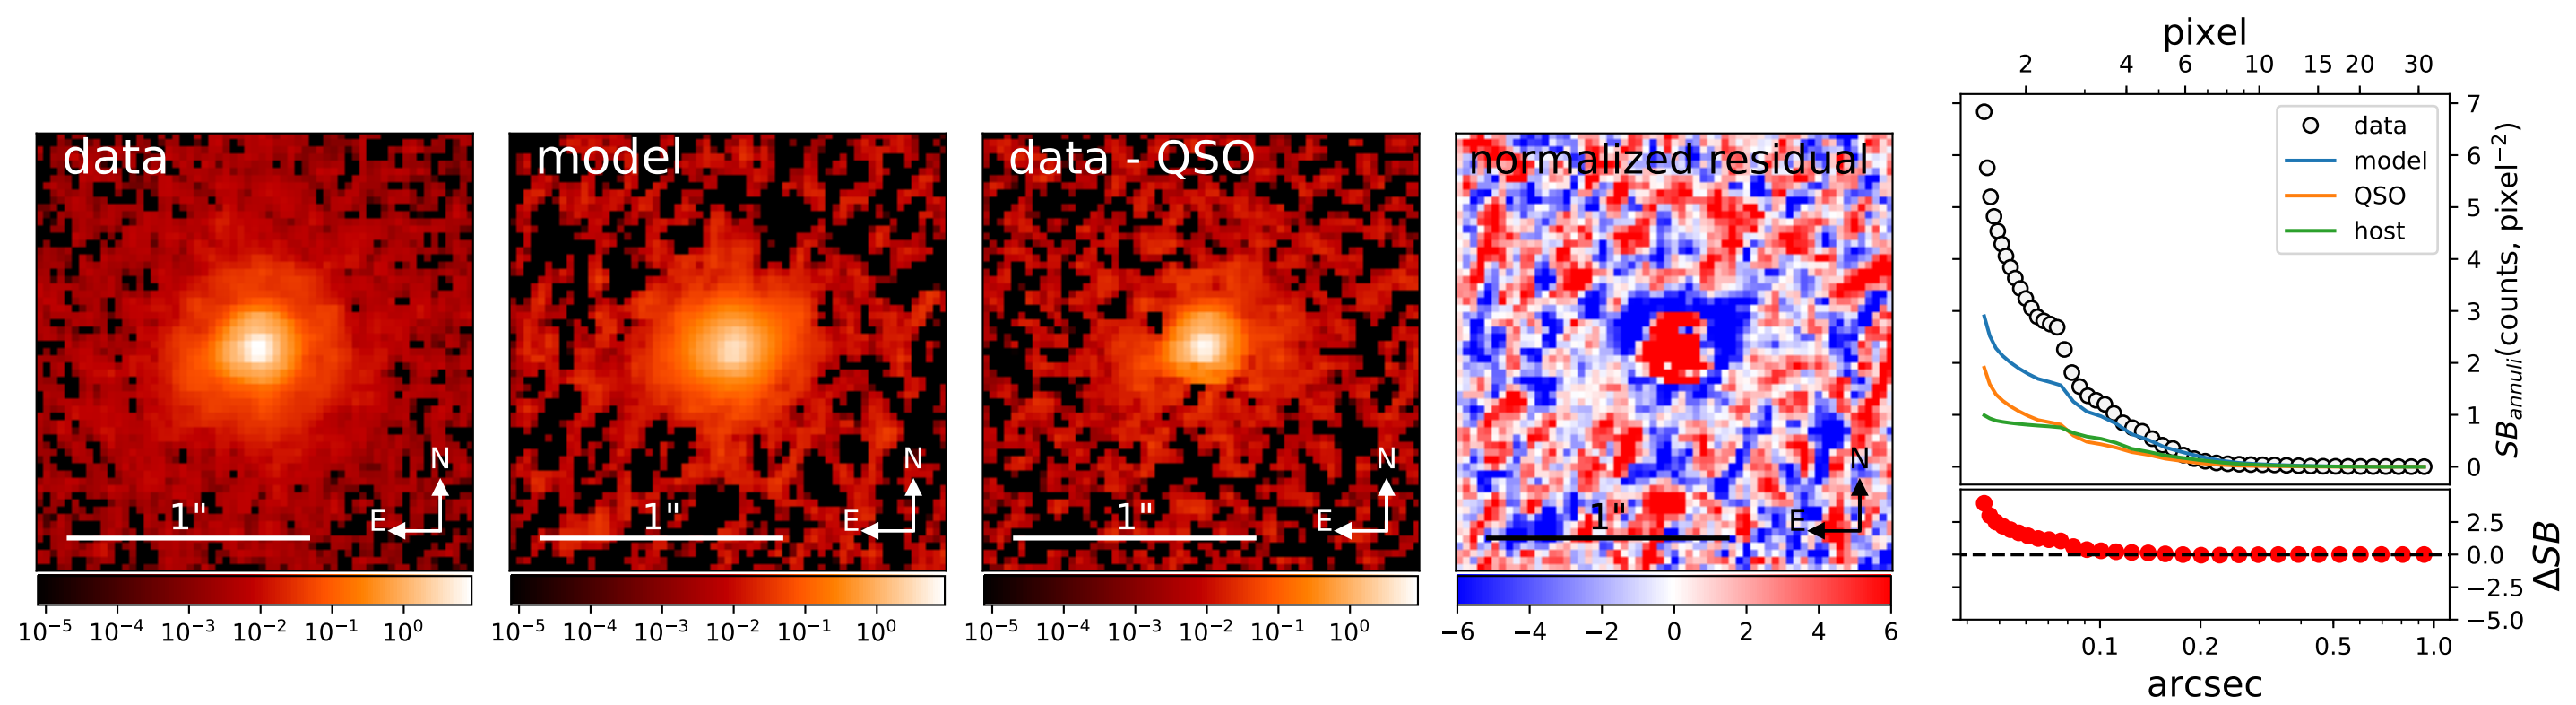 data
1"
N
E
10⁻⁵ 10⁻⁴ 10⁻³ 10⁻² 10⁻¹ 10⁰
model
1"
N
E
10⁻⁵ 10⁻⁴ 10⁻³ 10⁻² 10⁻¹ 10⁰
data - QSO
1"
N
E
10⁻⁵ 10⁻⁴ 10⁻³ 10⁻² 10⁻¹ 10⁰
normalized residual
1"
N
E
−6 −4 −2 0 2 4 6
pixel
2 4 6 10 15 20 30
data
model
QSO
host
7
6
5
4
3
2
1
0
SB_annuli(counts, pixel⁻²)
2.5
0.0
−2.5
−5.0
ΔSB
0.1 0.2 0.5 1.0
arcsec